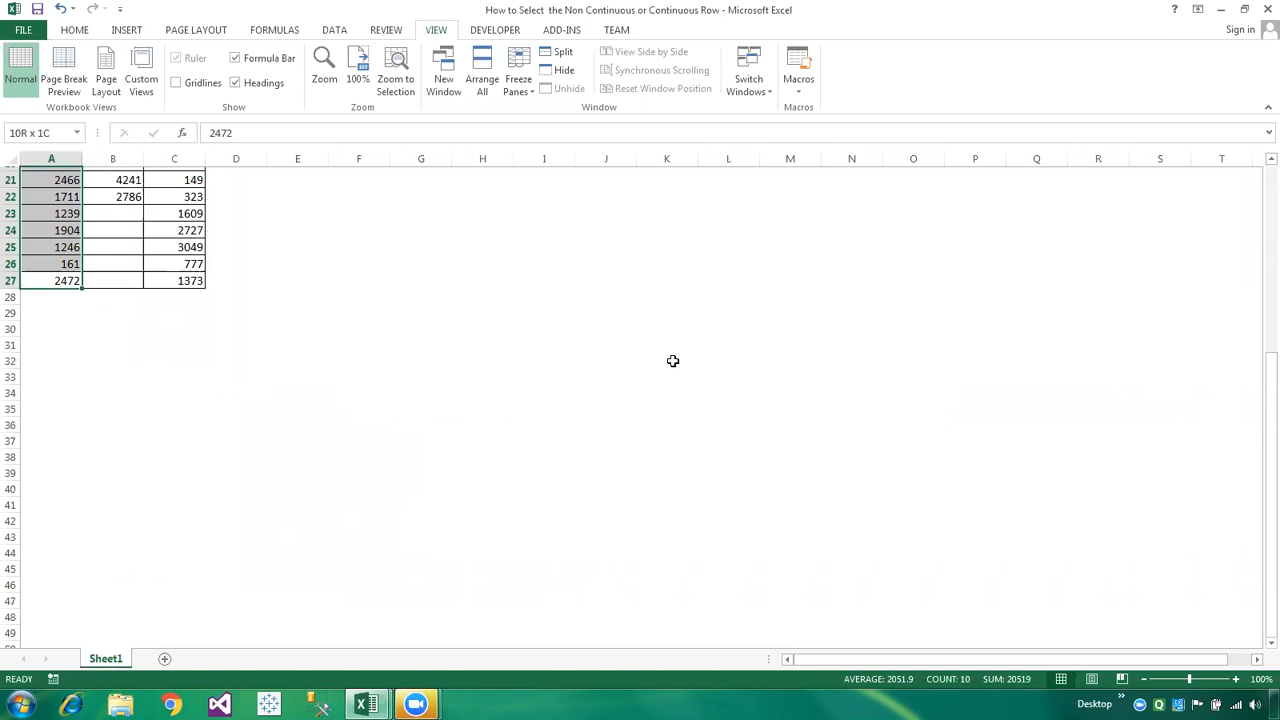 How to Select the Non Continuous or Continuous Row - Microsoft Excel
FILE HOME INSERT PAGE LAYOUT FORMULAS DATA REVIEW VIEW DEVELOPER ADD-INS TEAM Sign in
Normal Page Break Preview Page Layout Custom Views
Ruler Formula Bar
Gridlines Headings
Zoom 100% Zoom to Selection
New Window Arrange All Freeze Panes
Split
Hide
Unhide
View Side by Side
Synchronous Scrolling
Reset Window Position
Switch Windows Macros
Workbook Views Show Zoom Window Macros
10R x 1C fx 2472
A B C D E F G H I J K L M N O P Q R S T
21 2466 4241 149
22 1711 2786 323
23 1239 1609
24 1904 2727
25 1246 3049
26 161 777
27 2472 1373
28
29
30
31
32
33
34
35
36
37
38
39
40
41
42
43
44
45
46
47
48
49
Sheet1
READY AVERAGE: 2051.9 COUNT: 10 SUM: 20519 100%
Desktop